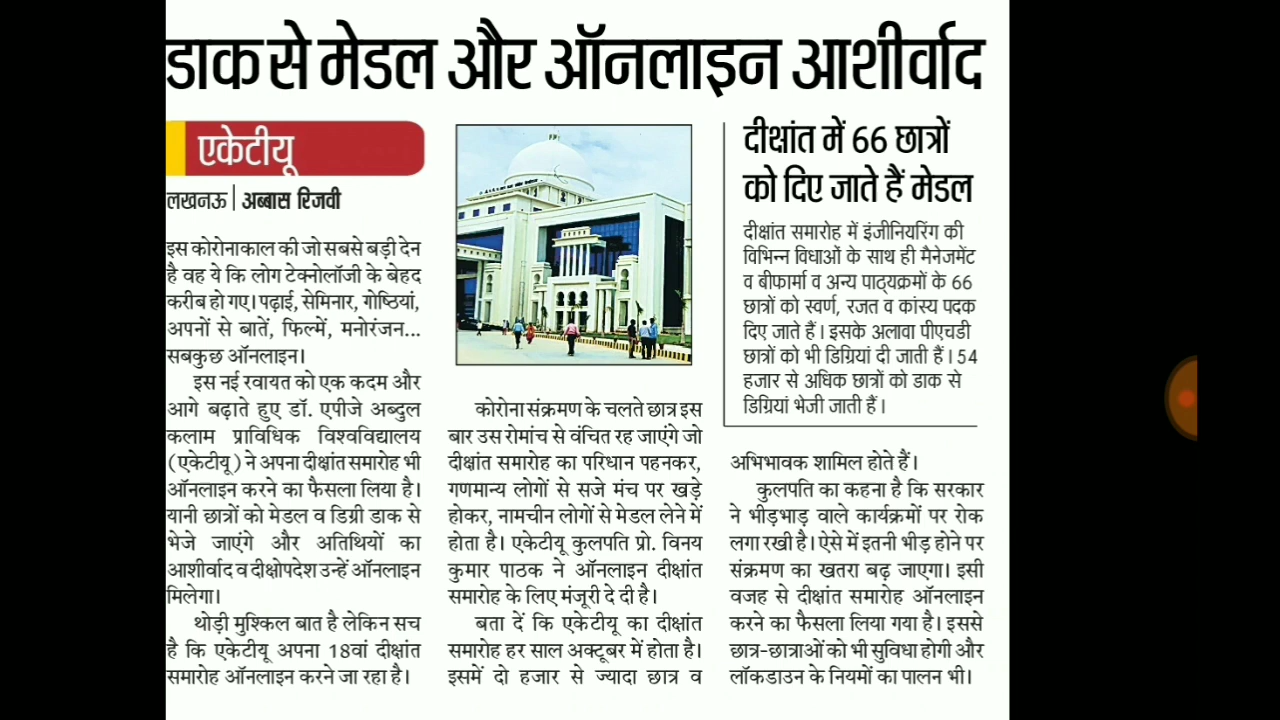 डाक से मेडल और ऑनलाइन आशीर्वाद
एकेटीयू
लखनऊ | अब्बास रिजवी
इस कोरोनाकाल की जो सबसे बड़ी देन
है वह ये कि लोग टेक्नोलॉजी के बेहद
करीब हो गए। पढ़ाई, सेमिनार, गोष्ठियां,
अपनों से बातें, फिल्में, मनोरंजन...
सबकुछ ऑनलाइन।
इस नई रवायत को एक कदम और
आगे बढ़ाते हुए डॉ. एपीजे अब्दुल
कलाम प्राविधिक विश्वविद्यालय
(एकेटीयू) ने अपना दीक्षांत समारोह भी
ऑनलाइन करने का फैसला लिया है।
यानी छात्रों को मेडल व डिग्री डाक से
भेजे जाएंगे और अतिथियों का
आशीर्वाद व दीक्षोपदेश उन्हें ऑनलाइन
मिलेगा।
थोड़ी मुश्किल बात है लेकिन सच
है कि एकेटीयू अपना 18वां दीक्षांत
समारोह ऑनलाइन करने जा रहा है।
कोरोना संक्रमण के चलते छात्र इस
बार उस रोमांच से वंचित रह जाएंगे जो
दीक्षांत समारोह का परिधान पहनकर,
गणमान्य लोगों से सजे मंच पर खड़े
होकर, नामचीन लोगों से मेडल लेने में
होता है। एकेटीयू कुलपति प्रो. विनय
कुमार पाठक ने ऑनलाइन दीक्षांत
समारोह के लिए मंजूरी दे दी है।
बता दें कि एकेटीयू का दीक्षांत
समारोह हर साल अक्टूबर में होता है।
इसमें दो हजार से ज्यादा छात्र व
अभिभावक शामिल होते हैं।
कुलपति का कहना है कि सरकार
ने भीड़भाड़ वाले कार्यक्रमों पर रोक
लगा रखी है। ऐसे में इतनी भीड़ होने पर
संक्रमण का खतरा बढ़ जाएगा। इसी
वजह से दीक्षांत समारोह ऑनलाइन
करने का फैसला लिया गया है। इससे
छात्र-छात्राओं को भी सुविधा होगी और
लॉकडाउन के नियमों का पालन भी।
दीक्षांत में 66 छात्रों
को दिए जाते हैं मेडल
दीक्षांत समारोह में इंजीनियरिंग की
विभिन्न विधाओं के साथ ही मैनेजमेंट
व बीफार्मा व अन्य पाठ्यक्रमों के 66
छात्रों को स्वर्ण, रजत व कांस्य पदक
दिए जाते हैं। इसके अलावा पीएचडी
छात्रों को भी डिग्रियां दी जाती हैं। 54
हजार से अधिक छात्रों को डाक से
डिग्रियां भेजी जाती हैं।